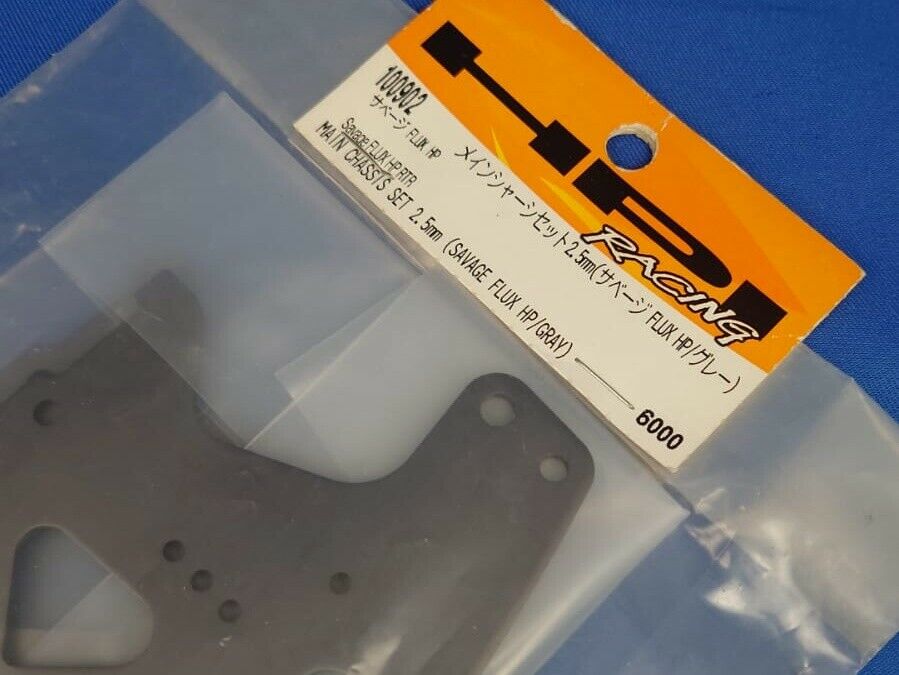 HPI
RACING
100902
サベージ FLUX HP
メインシャーシセット2.5mm(サベージ FLUX HP/グレー)
Savage FLUX HP RTR
MAIN CHASSIS SET 2.5mm (SAVAGE FLUX HP/GRAY)
6000